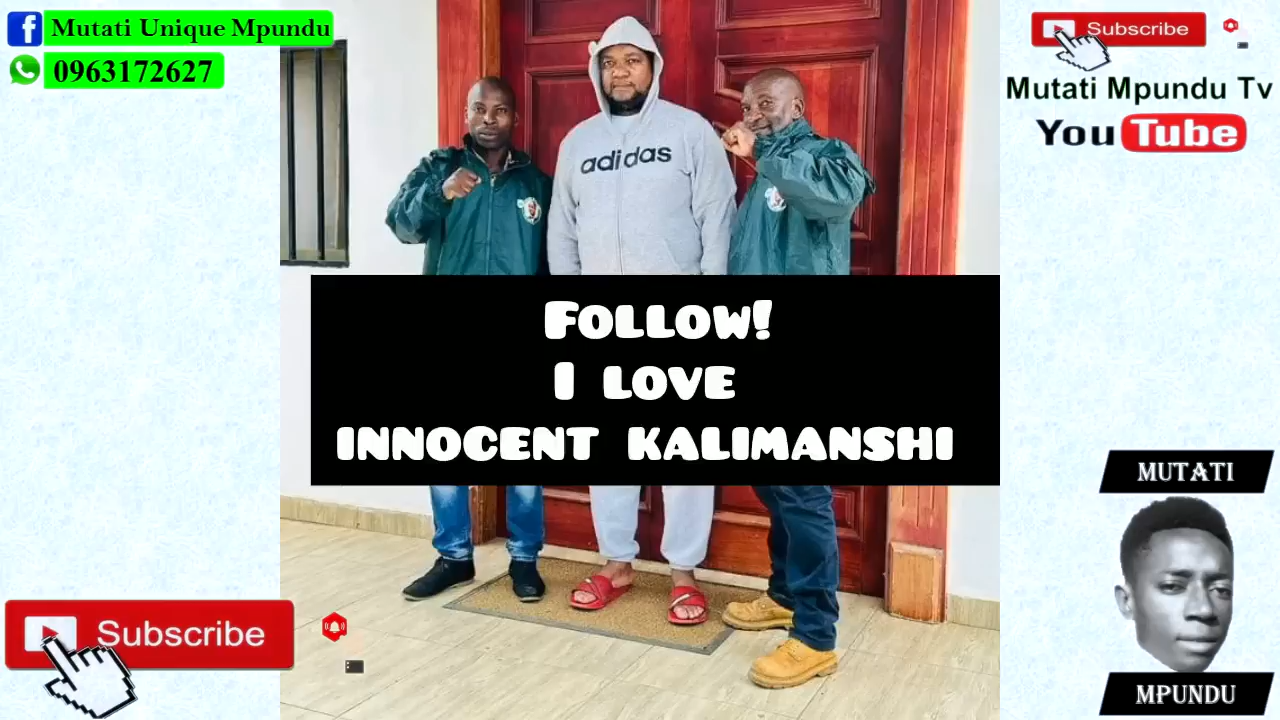 Mutati Unique Mpundu
0963172627
Subscribe
Mutati Mpundu Tv
YouTube
adidas
Follow!
I love
innocent kalimanshi
MUTATI
Subscribe
MPUNDU